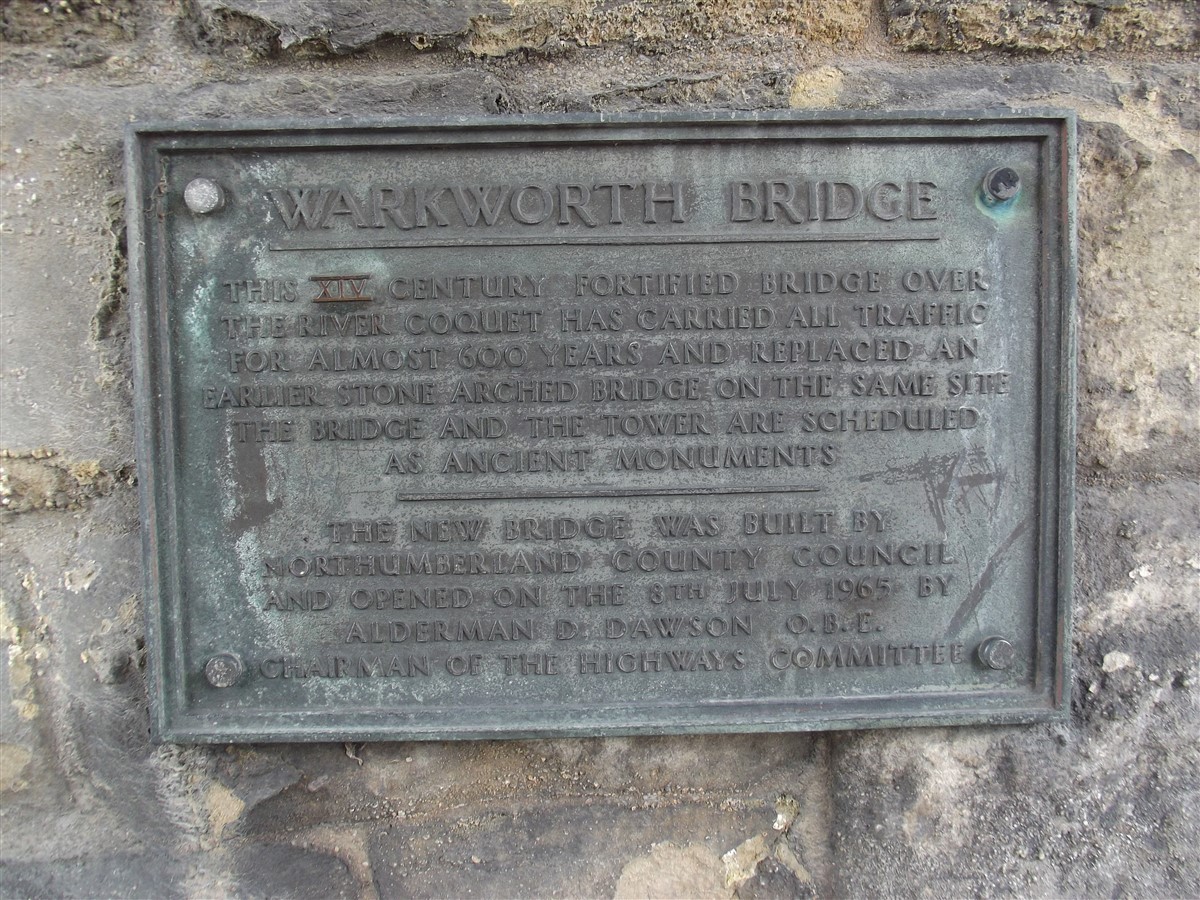 WARKWORTH BRIDGE
THIS XIV CENTURY FORTIFIED BRIDGE OVER
THE RIVER COQUET HAS CARRIED ALL TRAFFIC
FOR ALMOST 600 YEARS AND REPLACED AN
EARLIER STONE ARCHED BRIDGE ON THE SAME SITE
THE BRIDGE AND THE TOWER ARE SCHEDULED
AS ANCIENT MONUMENTS
THE NEW BRIDGE WAS BUILT BY
NORTHUMBERLAND COUNTY COUNCIL
AND OPENED ON THE 8TH JULY 1965 BY
ALDERMAN D. DAWSON O.B.E.
CHAIRMAN OF THE HIGHWAYS COMMITTEE